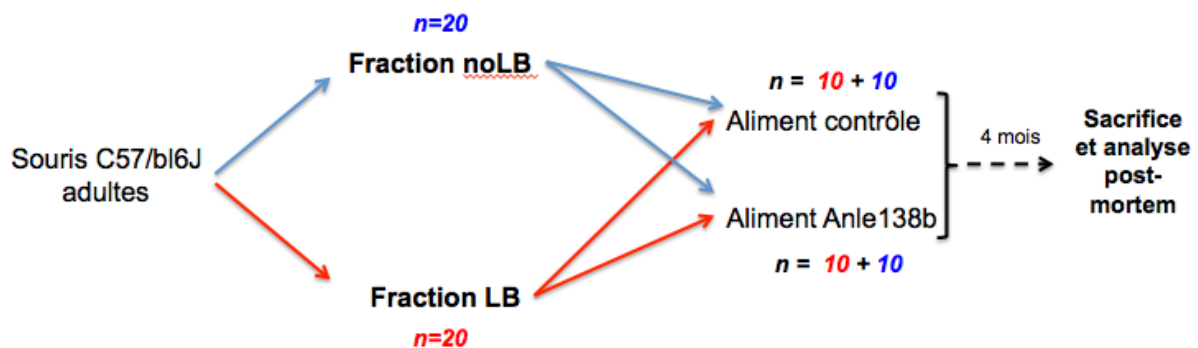 n=20
Fraction noLB
Souris C57/bl6J
adultes
Fraction LB
n=20
n = 10 + 10
Aliment contrôle
Aliment Anle138b
n = 10 + 10
4 mois
Sacrifice
et analyse
post-
mortem